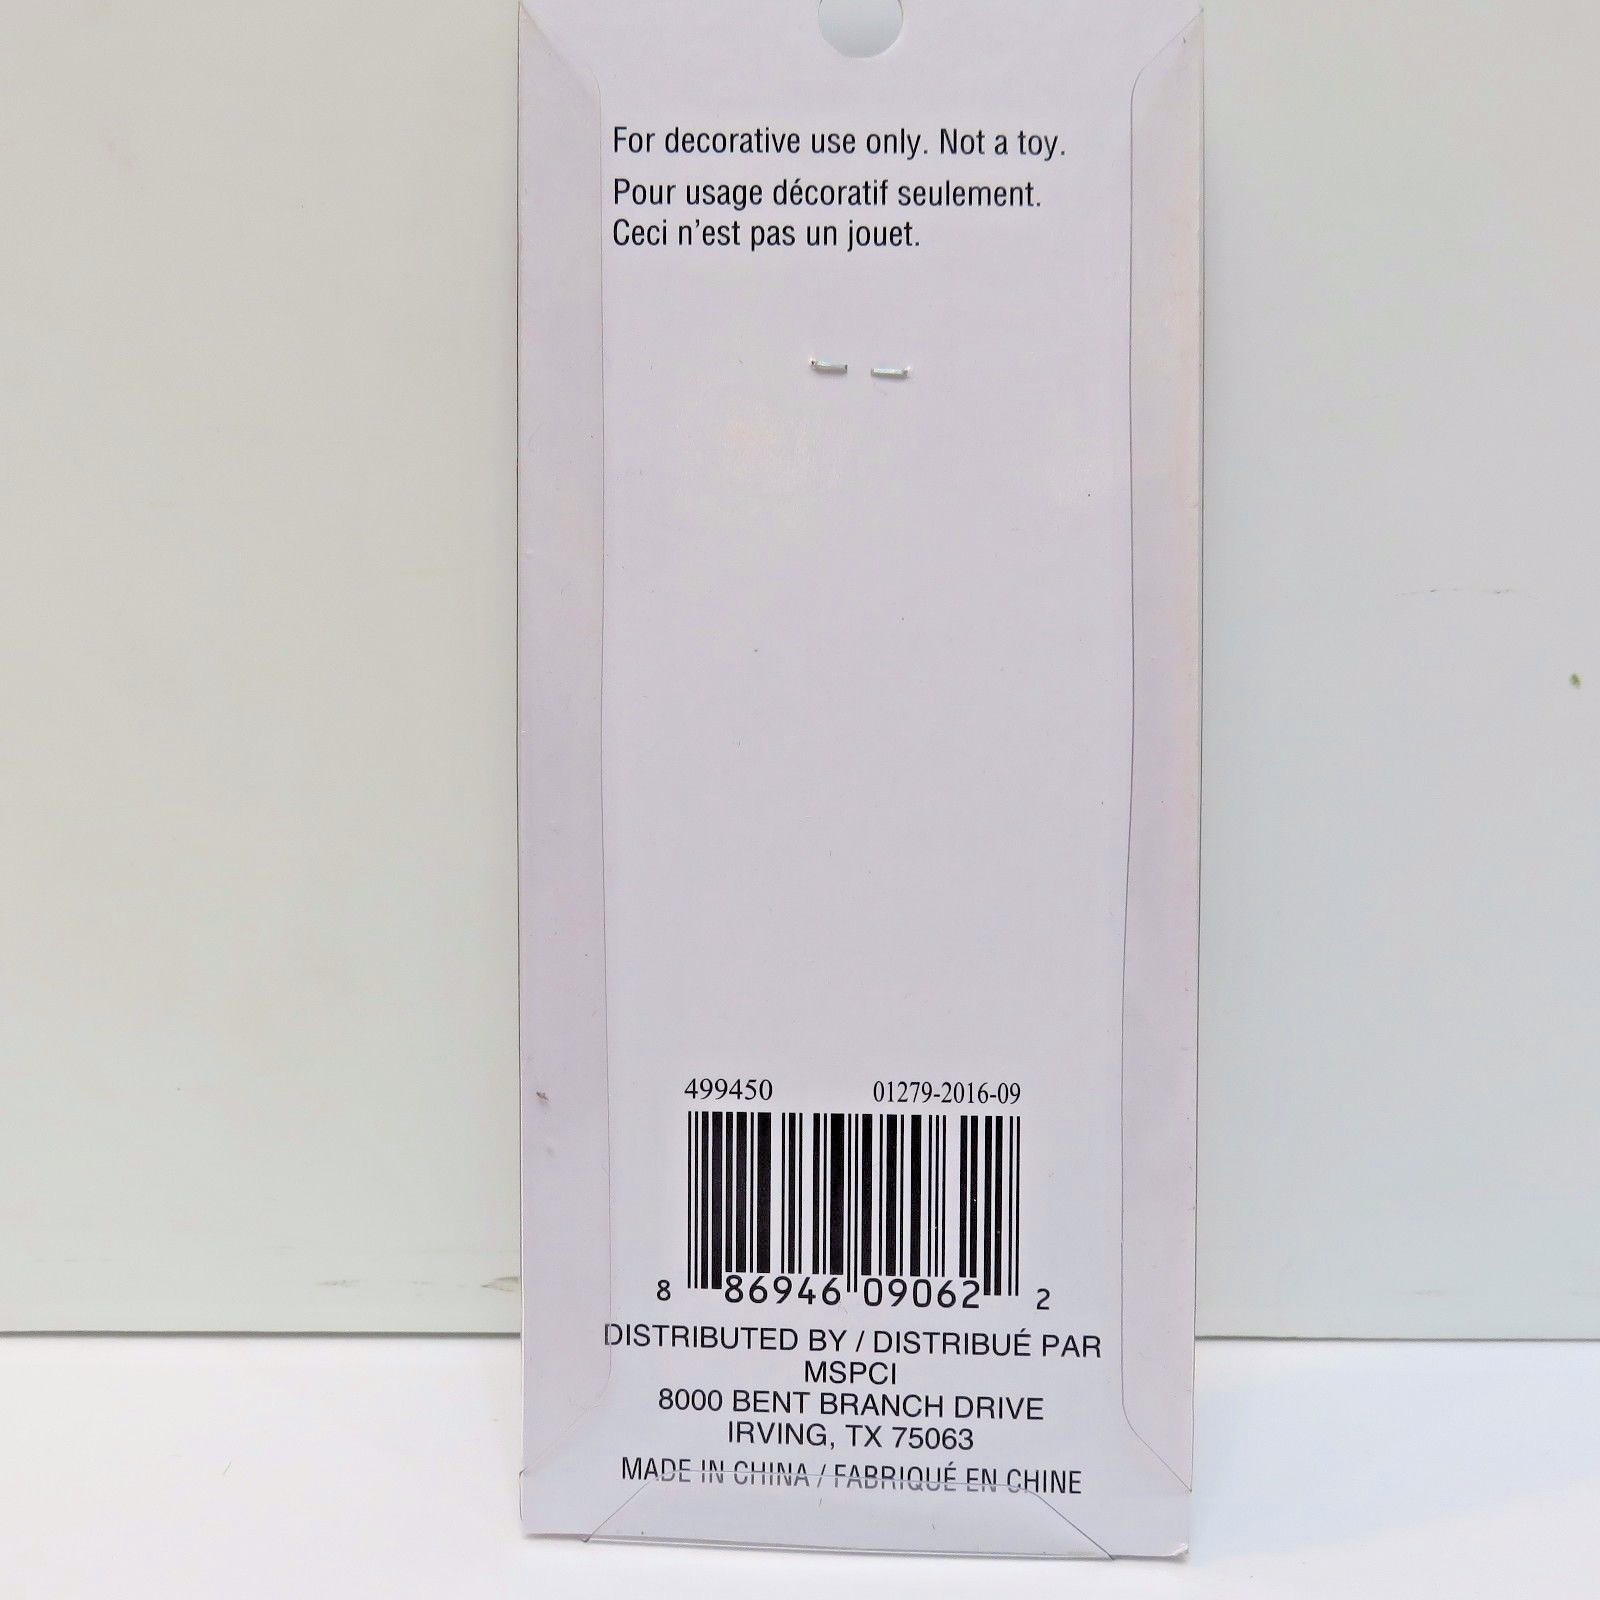 For decorative use only. Not a toy.
Pour usage décoratif seulement.
Ceci n'est pas un jouet.
499450 01279-2016-09
8 86946 09062 2
DISTRIBUTED BY / DISTRIBUÉ PAR
MSPCI
8000 BENT BRANCH DRIVE
IRVING, TX 75063
MADE IN CHINA / FABRIQUÉ EN CHINE